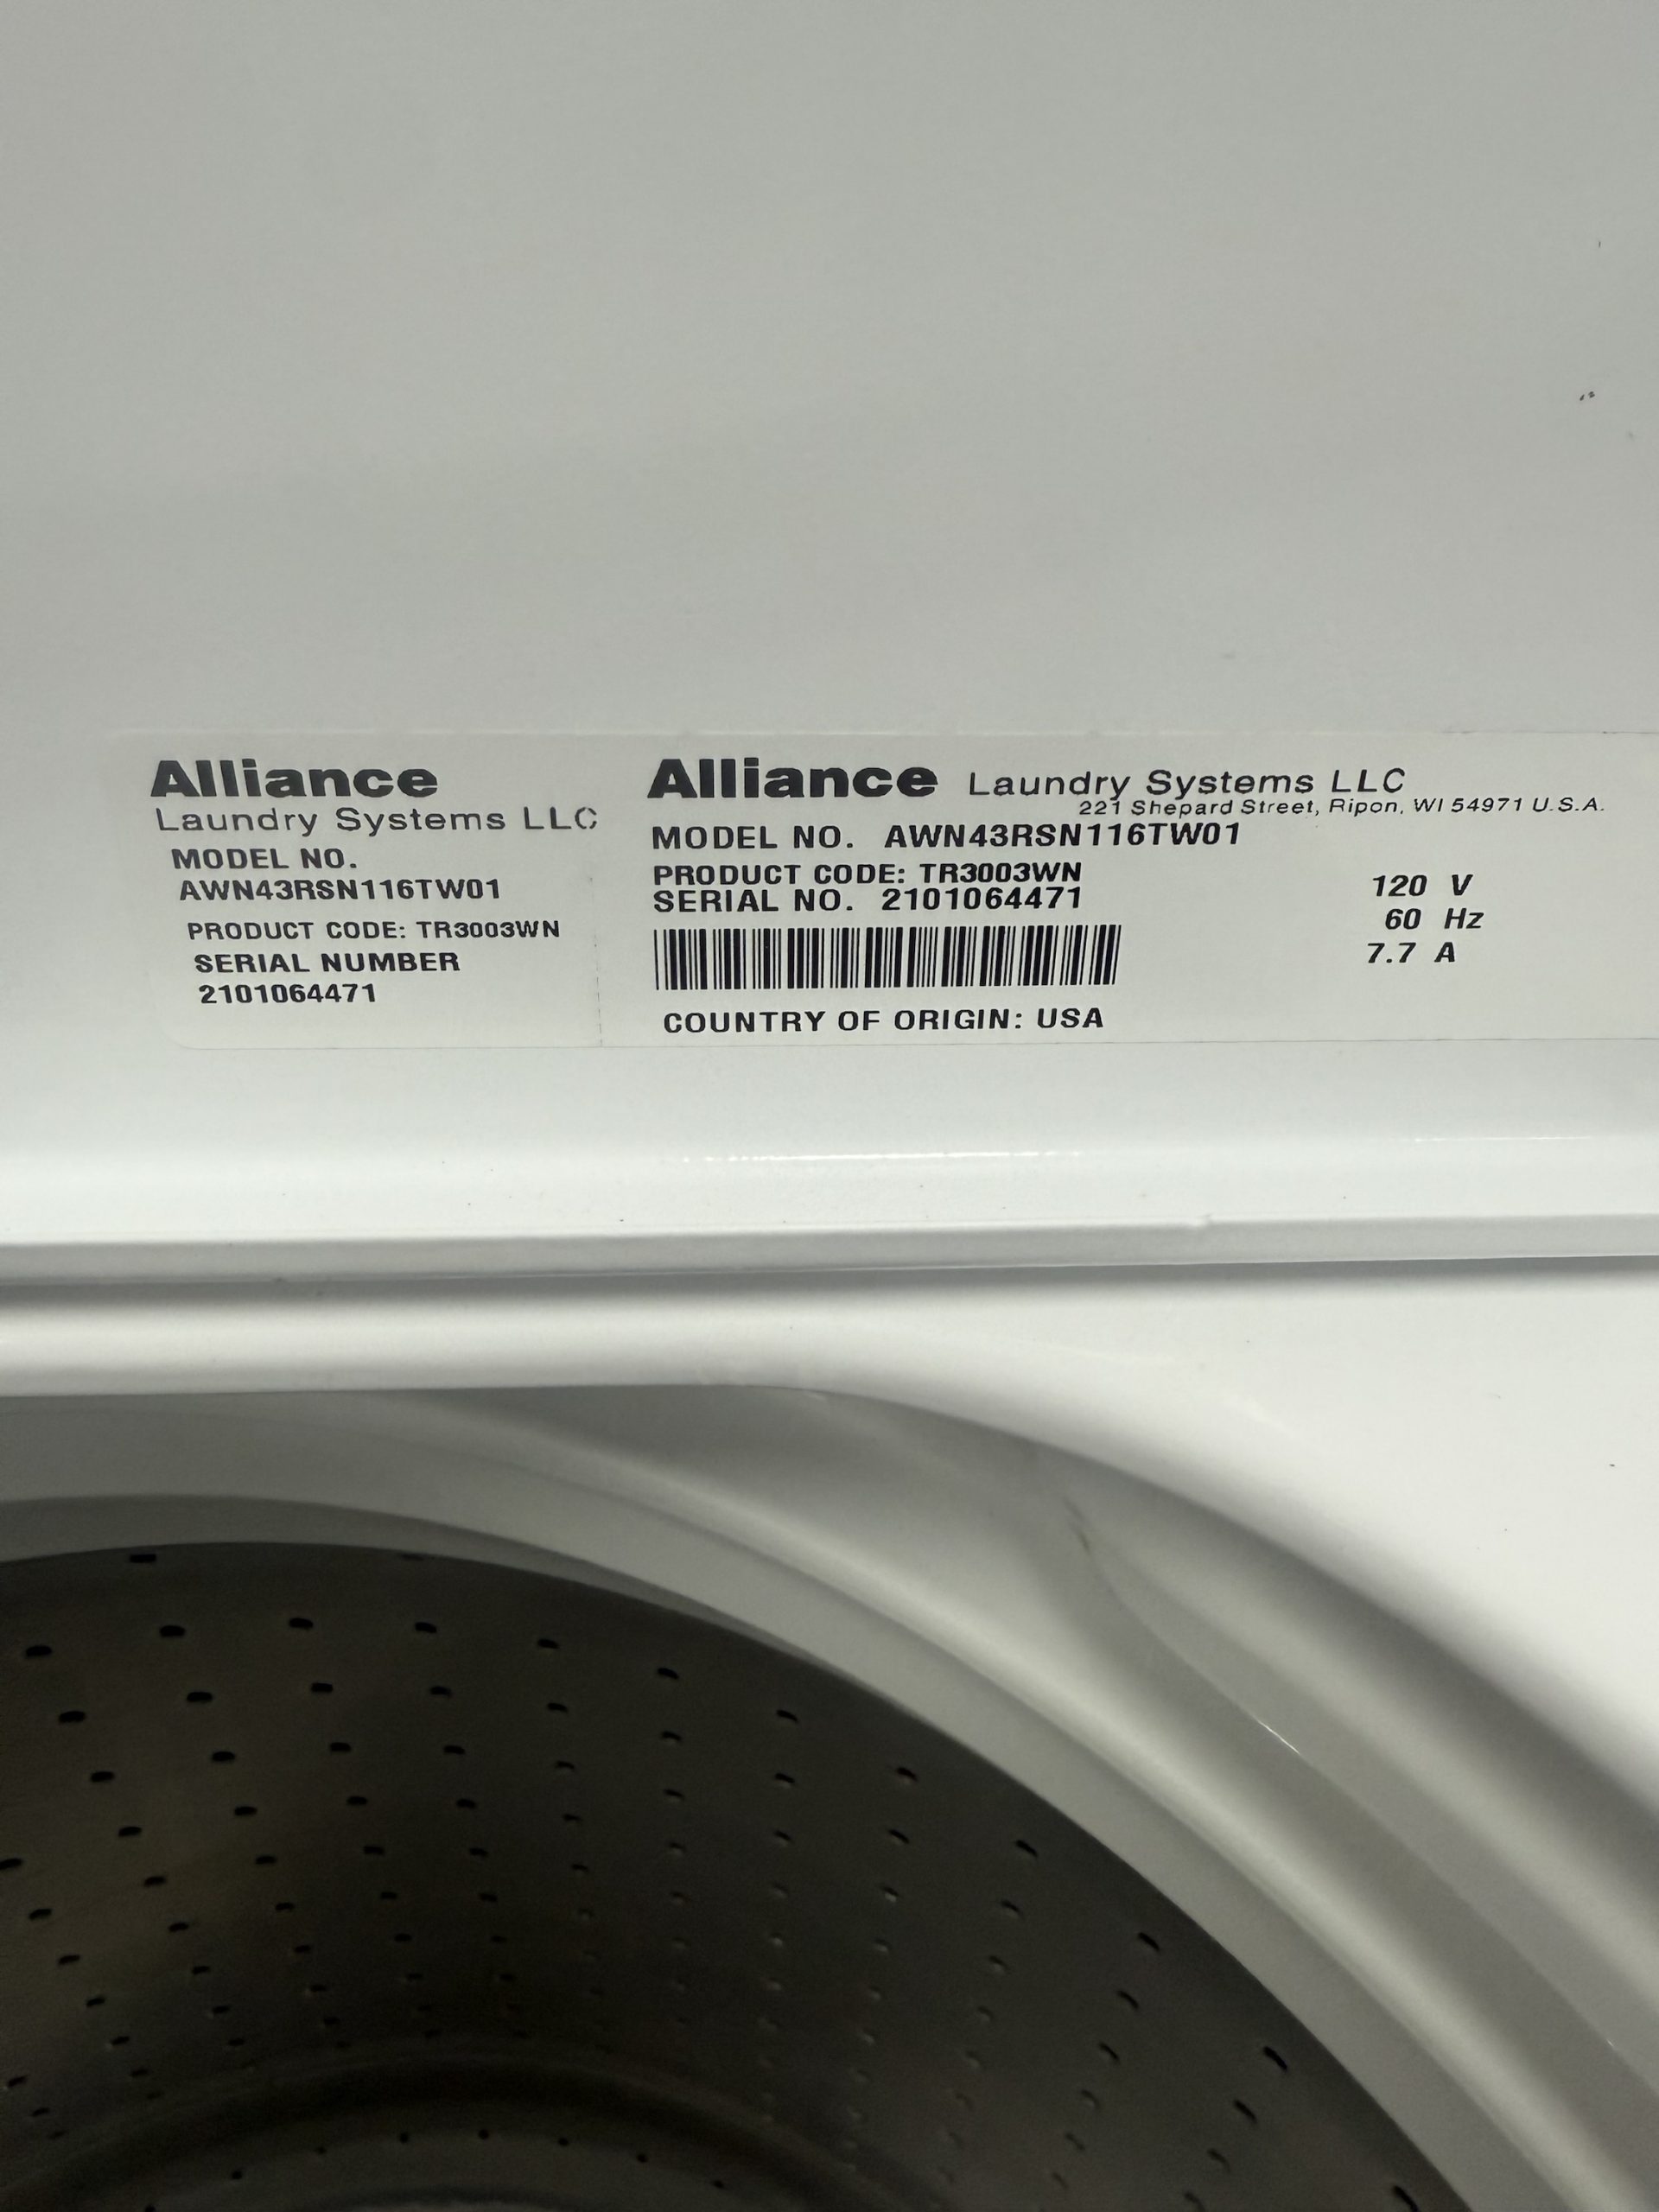 Alliance
Laundry Systems LLC
MODEL NO.
AWN43RSN116TW01
PRODUCT CODE: TR3003WN
SERIAL NUMBER
2101064471
Alliance Laundry Systems LLC
221 Shepard Street, Ripon, WI 54971 U.S.A.
MODEL NO. AWN43RSN116TW01
PRODUCT CODE: TR3003WN
SERIAL NO. 2101064471
COUNTRY OF ORIGIN: USA
120 V
60 Hz
7.7 A